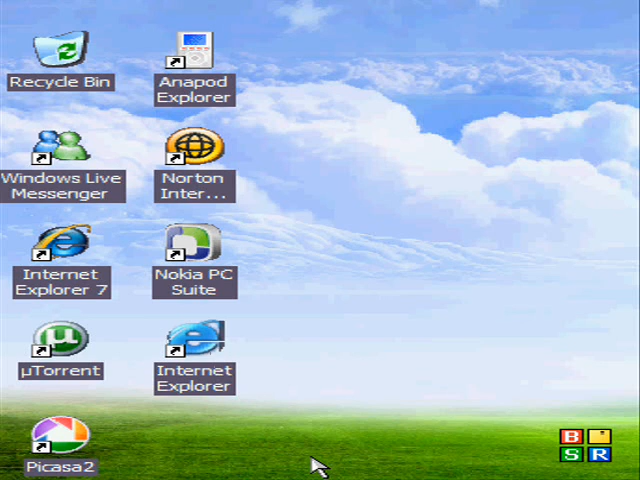 Recycle Bin
Anapod
Explorer
Windows Live
Messenger
Norton
Inter...
Internet
Explorer 7
Nokia PC
Suite
µTorrent
Internet
Explorer
Picasa2
B
S R